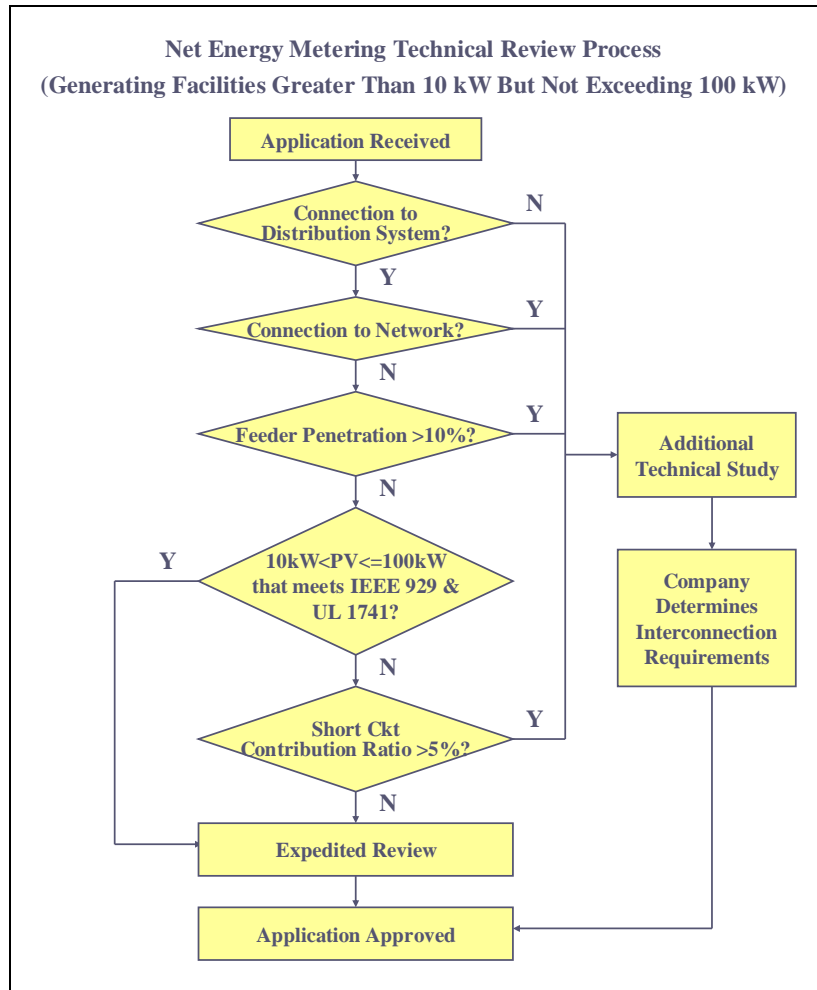 Net Energy Metering Technical Review Process
(Generating Facilities Greater Than 10 kW But Not Exceeding 100 kW)
Application Received
Connection to
Distribution System?
N
Y
Connection to Network?
Y
N
Feeder Penetration >10%?
Y
N
Additional
Technical Study
Y
10kW<PV<=100kW
that meets IEEE 929 &
UL 1741?
N
Company
Determines
Interconnection
Requirements
Short Ckt
Contribution Ratio >5%?
Y
N
Expedited Review
Application Approved